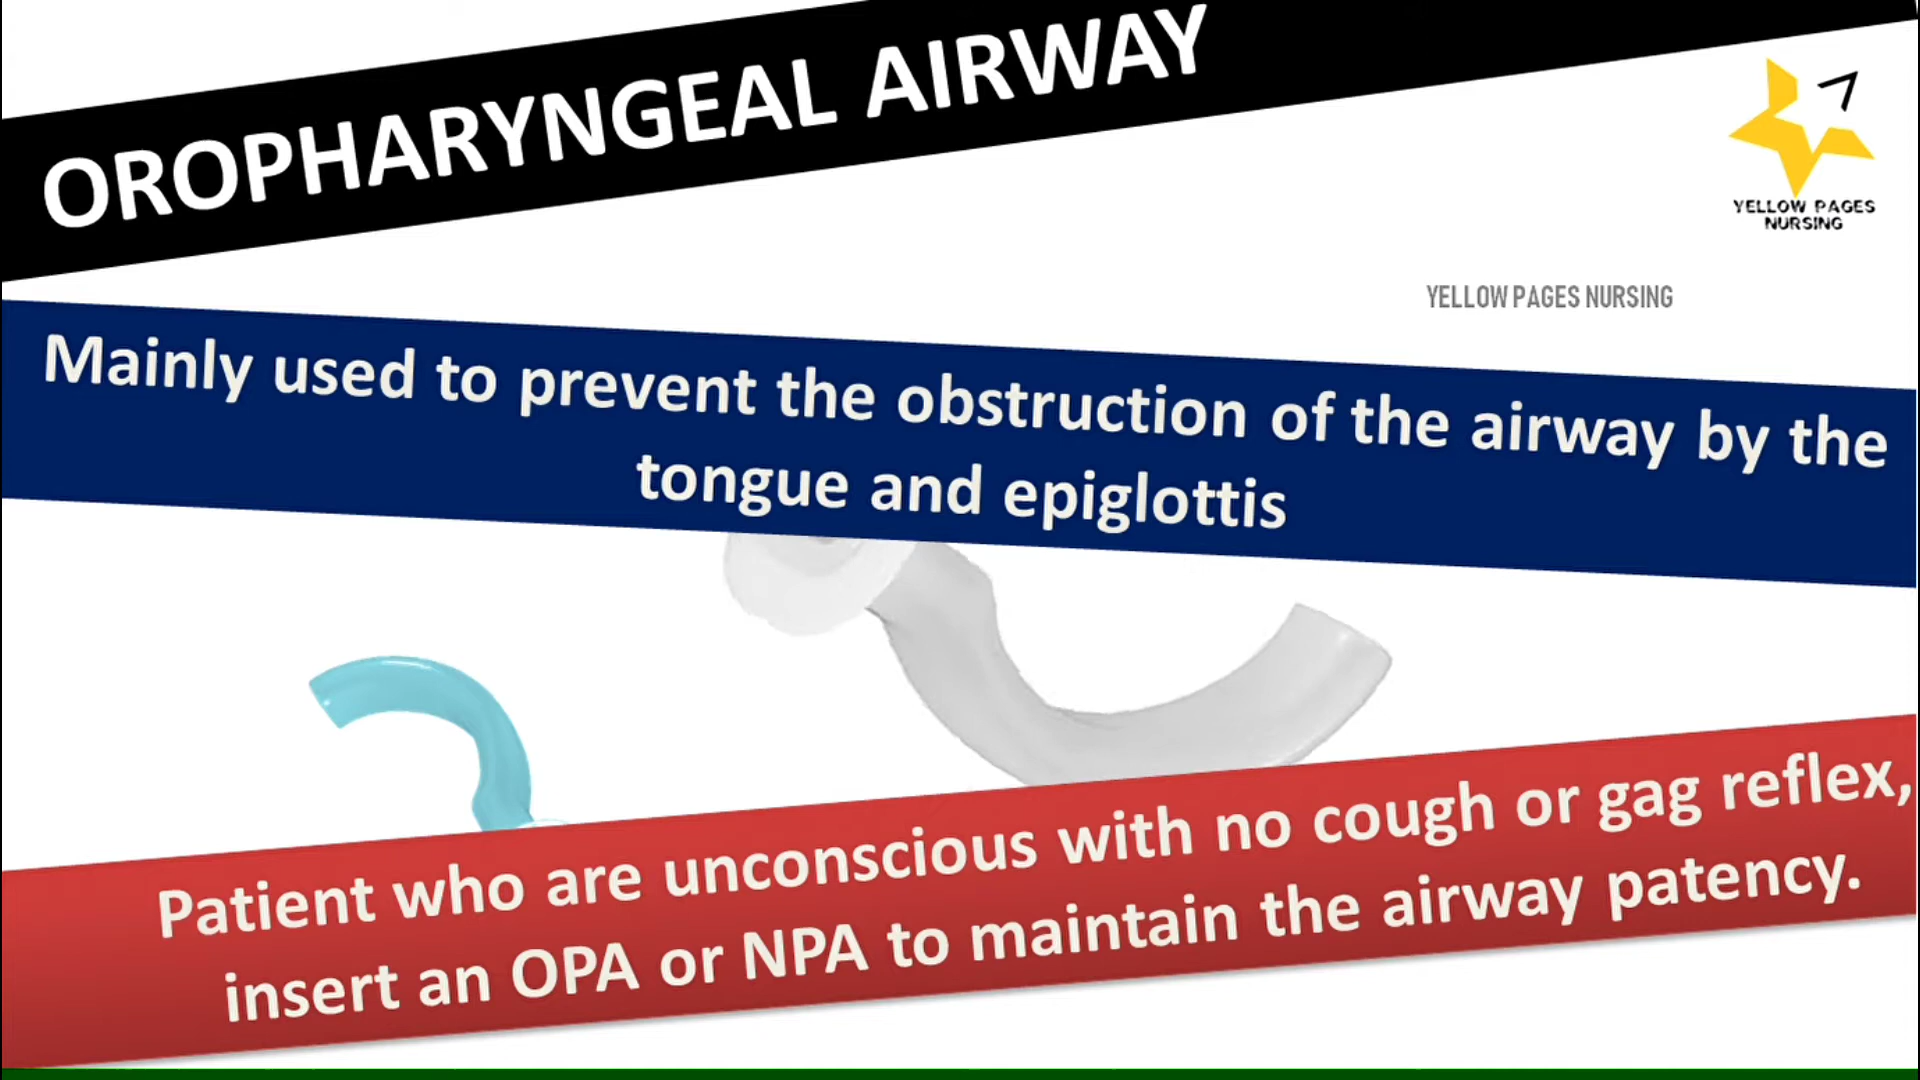 OROPHARYNGEAL AIRWAY
YELLOW PAGES
NURSING
YELLOW PAGES NURSING
Mainly used to prevent the obstruction of the airway by the
tongue and epiglottis
Patient who are unconscious with no cough or gag reflex,
insert an OPA or NPA to maintain the airway patency.